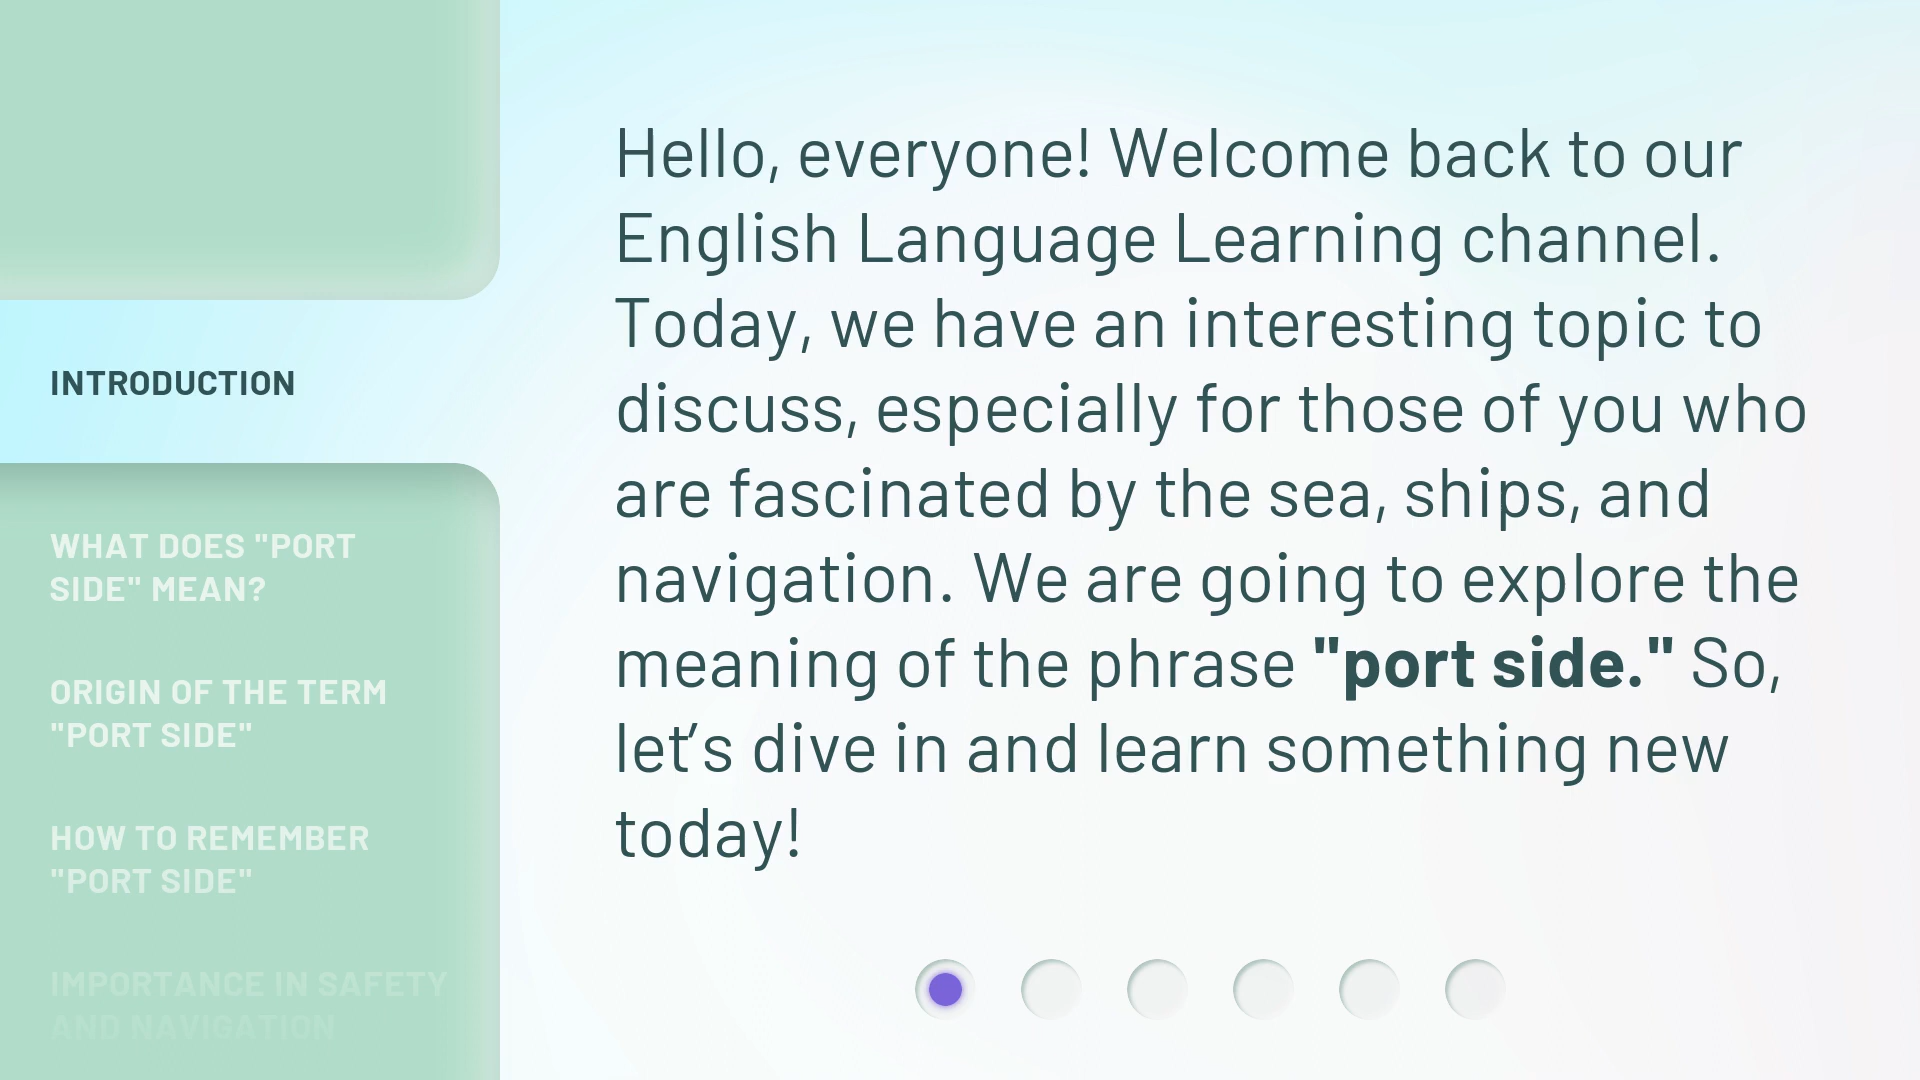 INTRODUCTION
WHAT DOES "PORT
SIDE" MEAN?
ORIGIN OF THE TERM
"PORT SIDE"
HOW TO REMEMBER
"PORT SIDE"
IMPORTANCE IN SAFETY
AND NAVIGATION
Hello, everyone! Welcome back to our
English Language Learning channel.
Today, we have an interesting topic to
discuss, especially for those of you who
are fascinated by the sea, ships, and
navigation. We are going to explore the
meaning of the phrase "port side." So,
let’s dive in and learn something new
today!